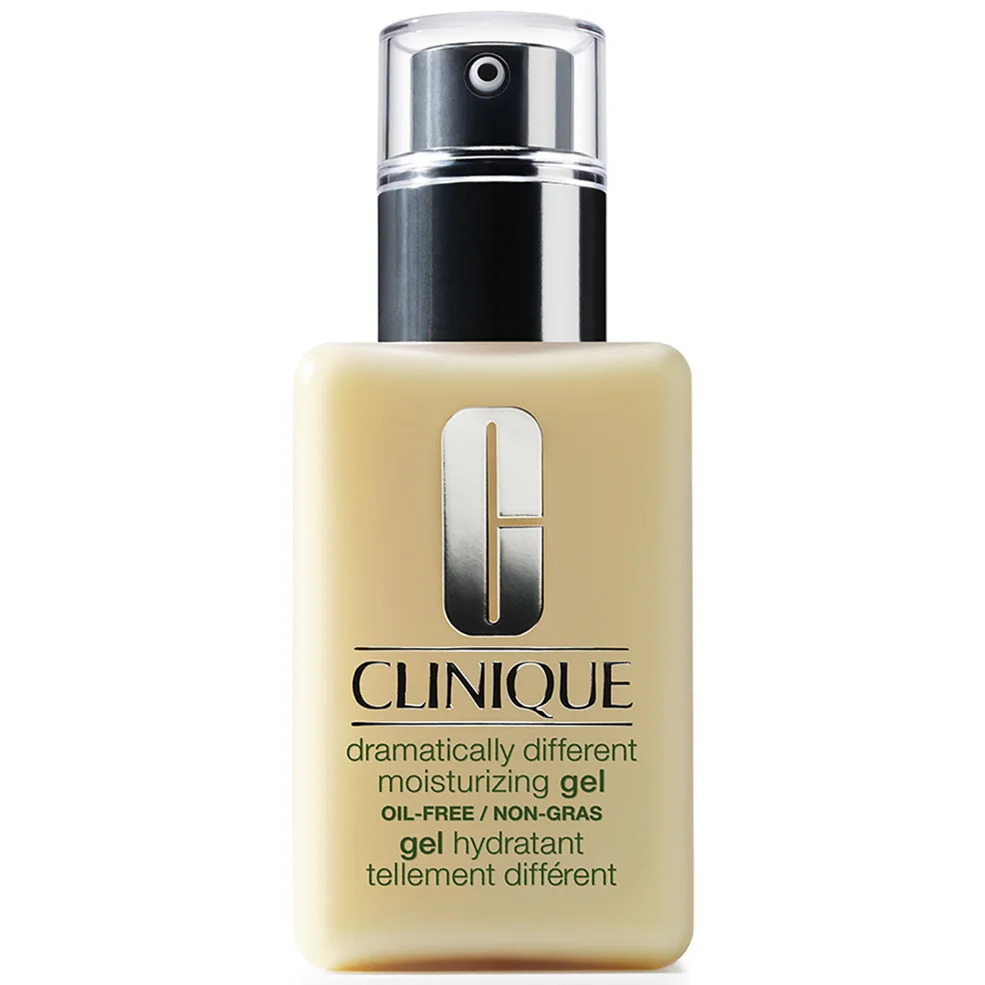 C
CLINIQUE
dramatically different
moisturizing gel
OIL-FREE / NON-GRAS
gel hydratant
tellement différent